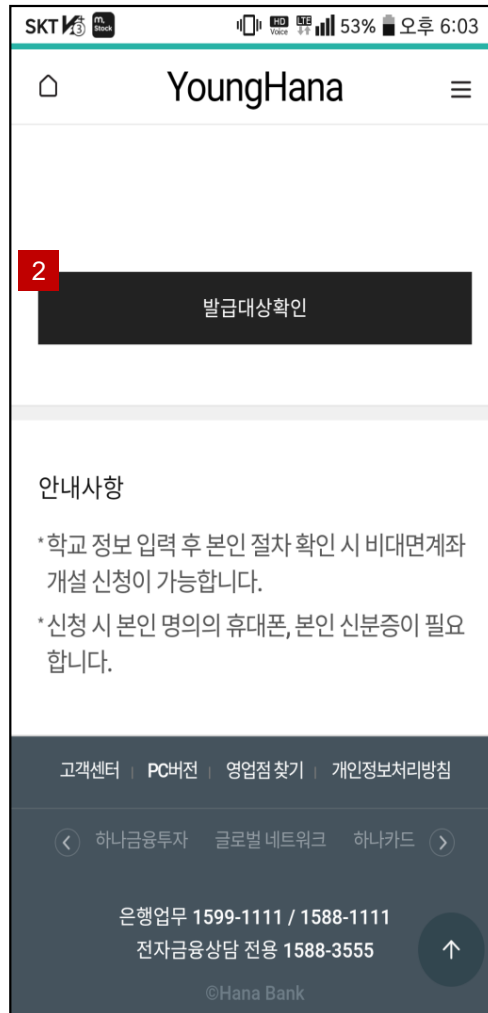 SKT m. Stock HD Voice LTE 53% 오후 6:03
YoungHana
2
발급대상확인
안내사항
*학교 정보 입력 후 본인 절차 확인 시 비대면계좌
개설 신청이 가능합니다.
*신청 시 본인 명의의 휴대폰, 본인 신분증이 필요
합니다.
고객센터 | PC버전 | 영업점 찾기 | 개인정보처리방침
하나금융투자 글로벌 네트워크 하나카드
은행업무 1599-1111 / 1588-1111
전자금융상담 전용 1588-3555
©Hana Bank